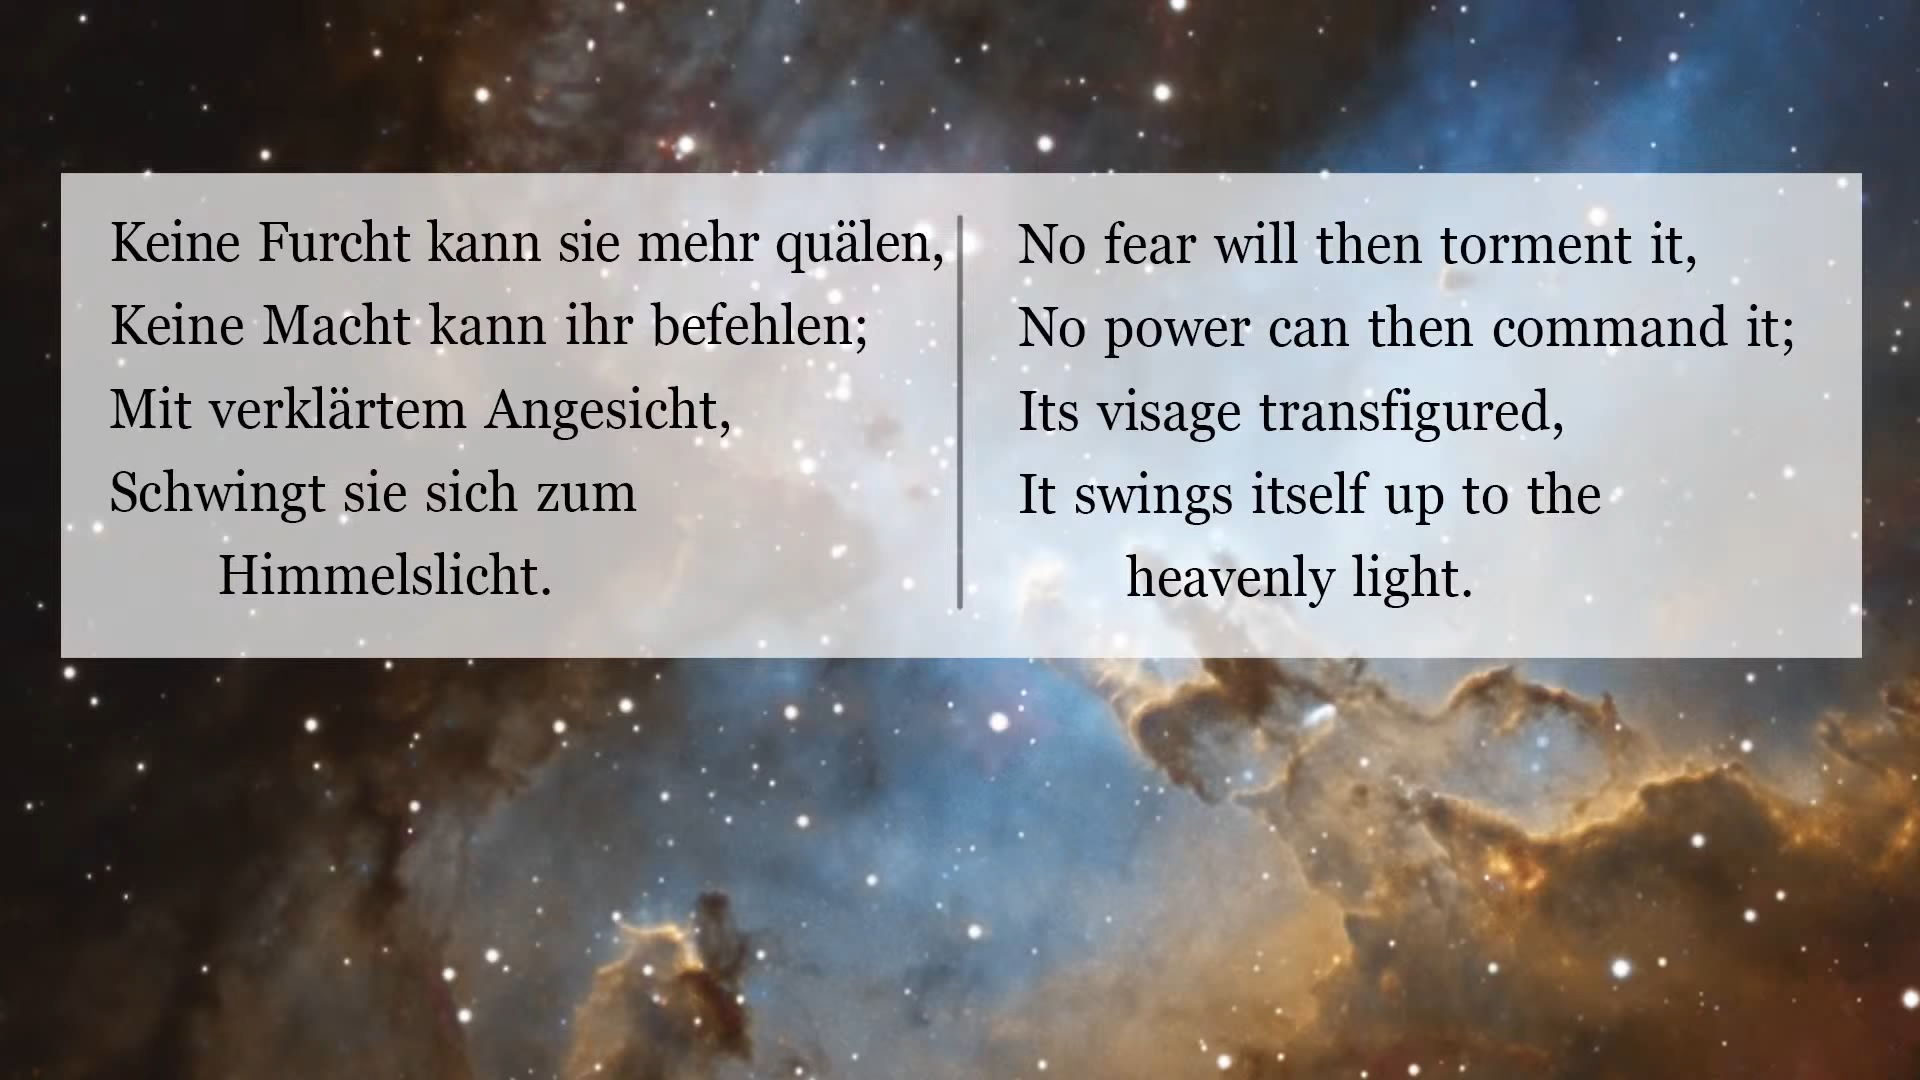 Keine Furcht kann sie mehr quälen,
Keine Macht kann ihr befehlen;
Mit verklärtem Angesicht,
Schwingt sie sich zum
Himmelslicht.
No fear will then torment it,
No power can then command it;
Its visage transfigured,
It swings itself up to the
heavenly light.